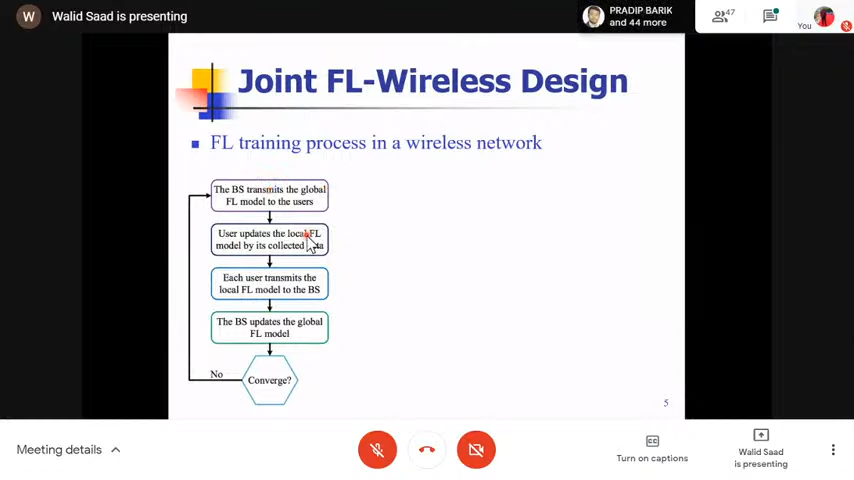 W Walid Saad is presenting
PRADIP BARIK
and 44 more
47
You
Joint FL-Wireless Design
FL training process in a wireless network
The BS transmits the global
FL model to the users
User updates the local FL
model by its collected
Each user transmits the
local FL model to the BS
The BS updates the global
FL model
No
Converge?
5
Meeting details
CC
Turn on captions
Walid Saad
is presenting